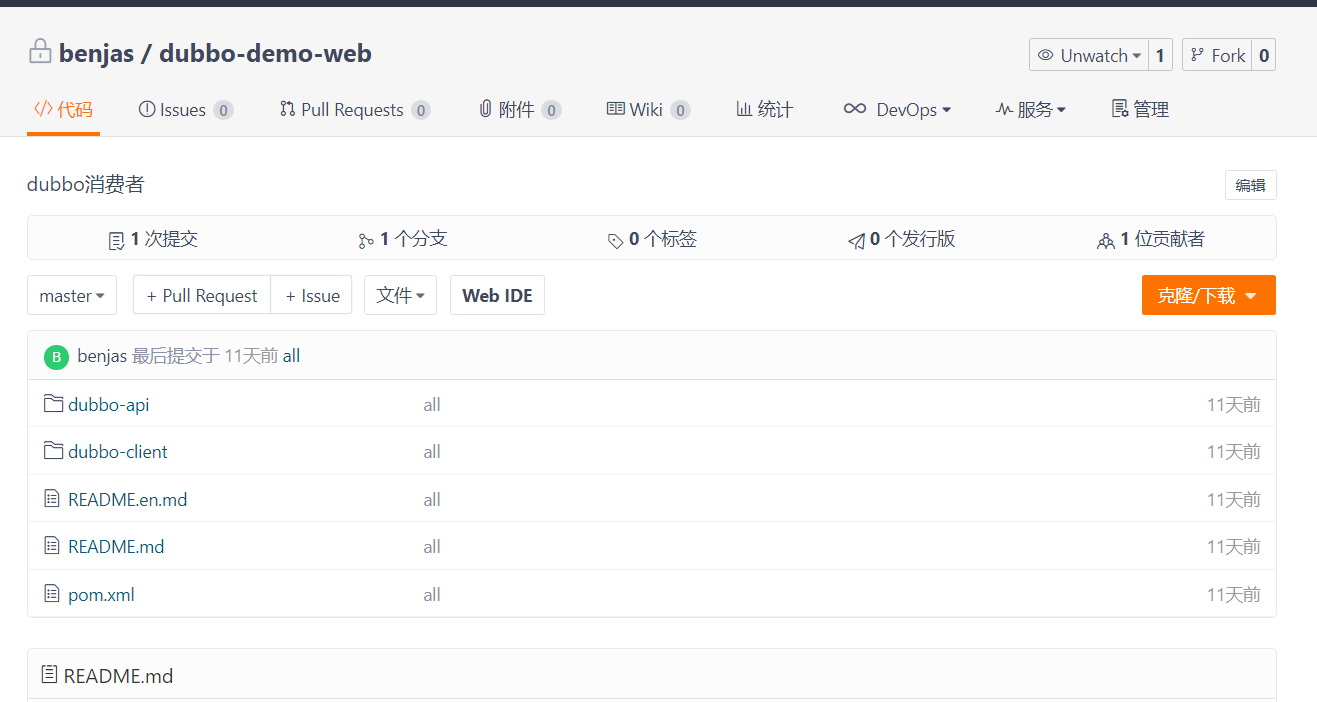 benjas / dubbo-demo-web
Unwatch 1 Fork 0
代码 Issues 0 Pull Requests 0 附件 0 Wiki 0 统计 DevOps 服务 管理
dubbo消费者 编辑
1 次提交 1 个分支 0 个标签 0 个发行版 1 位贡献者
master + Pull Request + Issue 文件 Web IDE 克隆/下载
B benjas 最后提交于 11天前 all
dubbo-api all 11天前
dubbo-client all 11天前
README.en.md all 11天前
README.md all 11天前
pom.xml all 11天前
README.md